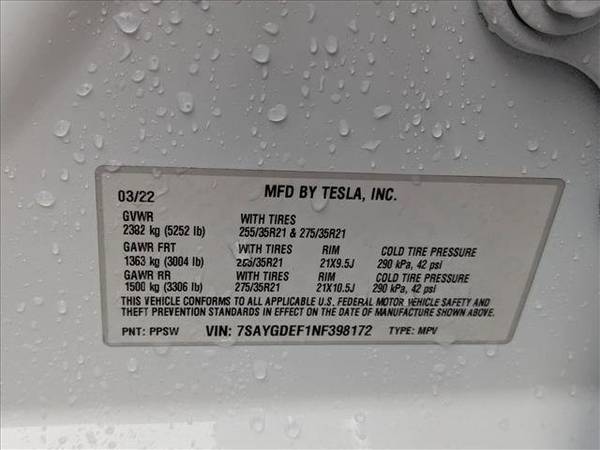 03/22 MFD BY TESLA, INC.
GVWR WITH TIRES
2382 kg (5252 lb) 255/35R21 & 275/35R21
GAWR FRT WITH TIRES RIM COLD TIRE PRESSURE
1363 kg (3004 lb) 255/35R21 21X9.5J 290 kPa, 42 psi
GAWR RR WITH TIRES RIM COLD TIRE PRESSURE
1500 kg (3306 lb) 275/35R21 21X10.5J 290 kPa, 42 psi
THIS VEHICLE CONFORMS TO ALL APPLICABLE U.S. FEDERAL MOTOR VEHICLE SAFETY AND
THEFT PREVENTION STANDARDS IN EFFECT ON THE DATE OF MANUFACTURE SHOWN ABOVE.
PNT: PPSW VIN: 7SAYGDEF1NF398172 TYPE: MPV